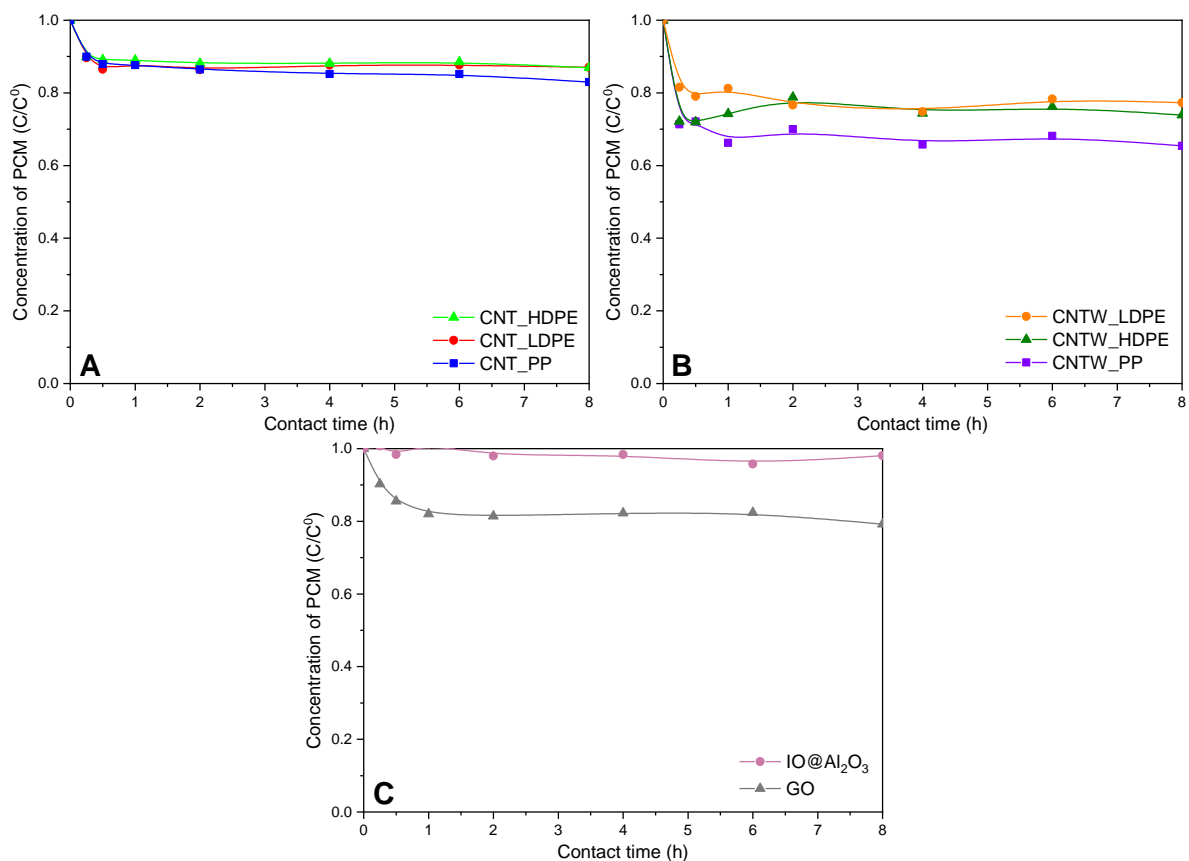 1.0
0.8
0.6
0.4
0.2
0.0
Concentration of PCM (C/C⁰)
CNT_HDPE
CNT_LDPE
CNT_PP
A
0 1 2 3 4 5 6 7 8
Contact time (h)
1.0
0.8
0.6
0.4
0.2
0.0
Concentration of PCM (C/C⁰)
CNTW_LDPE
CNTW_HDPE
CNTW_PP
B
0 1 2 3 4 5 6 7 8
Contact time (h)
1.0
0.8
0.6
0.4
0.2
0.0
Concentration of PCM (C/C⁰)
IO@Al₂O₃
GO
C
0 1 2 3 4 5 6 7 8
Contact time (h)